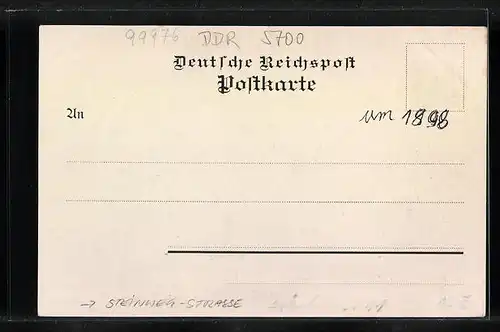 99976 DDR 5700
Deutsche Reichspost
Postkarte
An
um 1898
→ STEINWEG-STRASSE